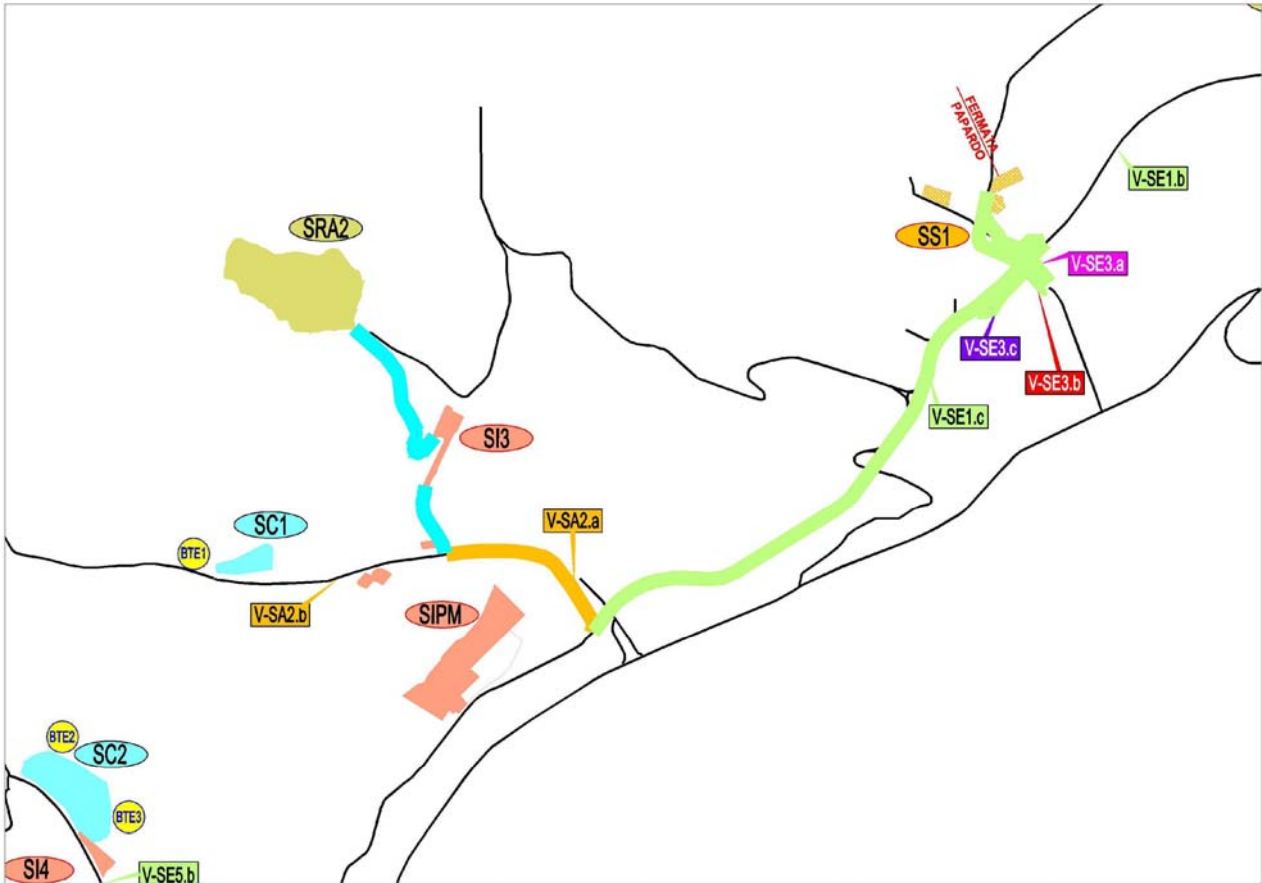 FERMATA
PAPARDO
V-SE1.b
SRA2
SS1
V-SE3.a
V-SE3.c
V-SE3.b
V-SE1.c
SI3
V-SA2.a
SC1
BTE1
V-SA2.b
SIPM
BTE2
SC2
BTE3
SI4
V-SE5.b